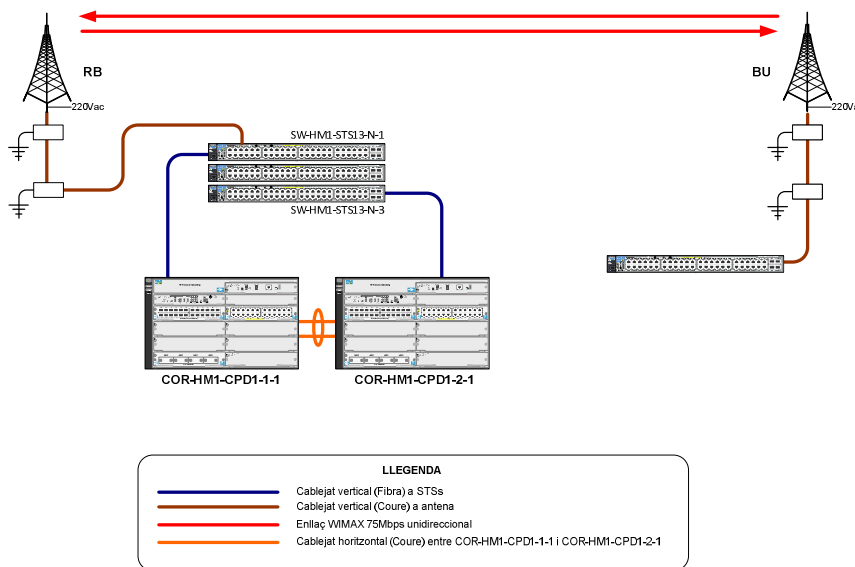 RB
BU
220Vac
220Va
SW-HM1-STS13-N-1
SW-HM1-STS13-N-3
COR-HM1-CPD1-1-1
COR-HM1-CPD1-2-1
LLEGENDA
Cablejat vertical (Fibra) a STSs
Cablejat vertical (Coure) a antena
Enllaç WIMAX 75Mbps unidireccional
Cablejat horitzontal (Coure) entre COR-HM1-CPD1-1-1 i COR-HM1-CPD1-2-1